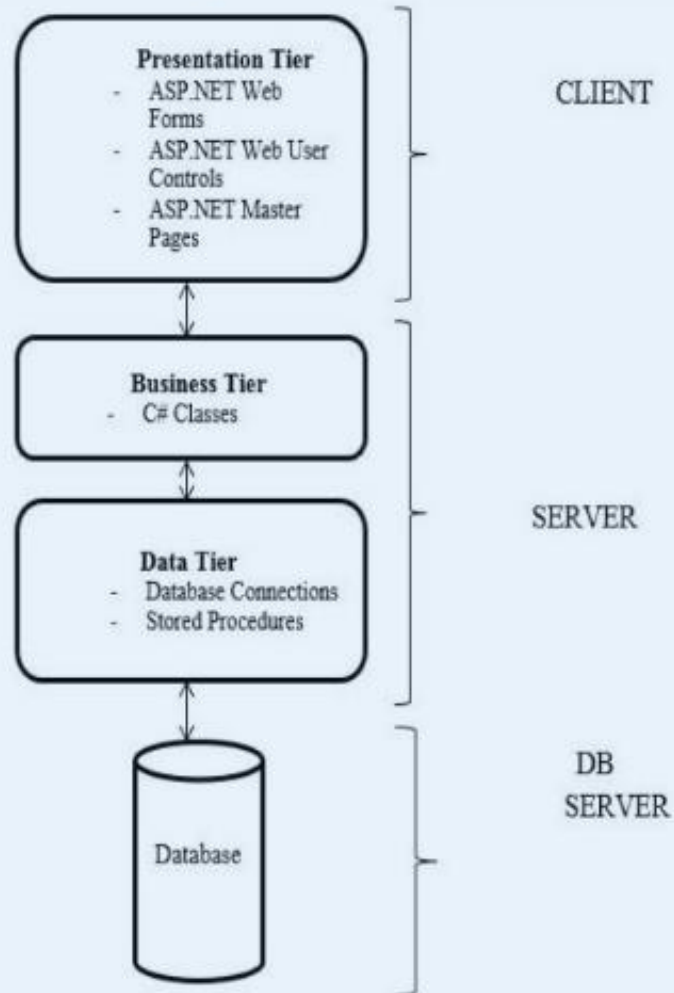 Presentation Tier
- ASP.NET Web
Forms
- ASP.NET Web User
Controls
- ASP.NET Master
Pages
CLIENT
Business Tier
- C# Classes
Data Tier
- Database Connections
- Stored Procedures
SERVER
Database
DB
SERVER